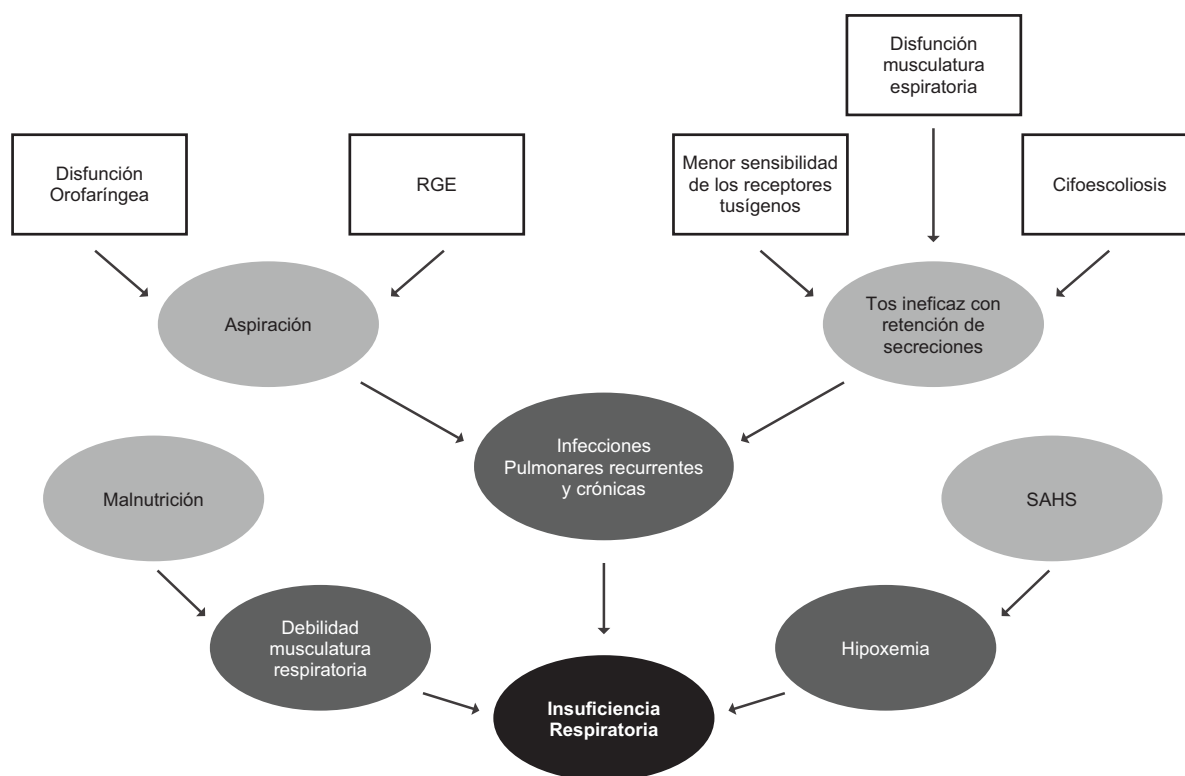 Disfunción
musculatura
espiratoria
Disfunción
Orofaríngea
RGE
Menor sensibilidad
de los receptores
tusígenos
Cifoescoliosis
Aspiración
Tos ineficaz con
retención de
secreciones
Infecciones
Pulmonares recurrentes
y crónicas
Malnutrición
SAHS
Debilidad
musculatura
respiratoria
Hipoxemia
Insuficiencia
Respiratoria